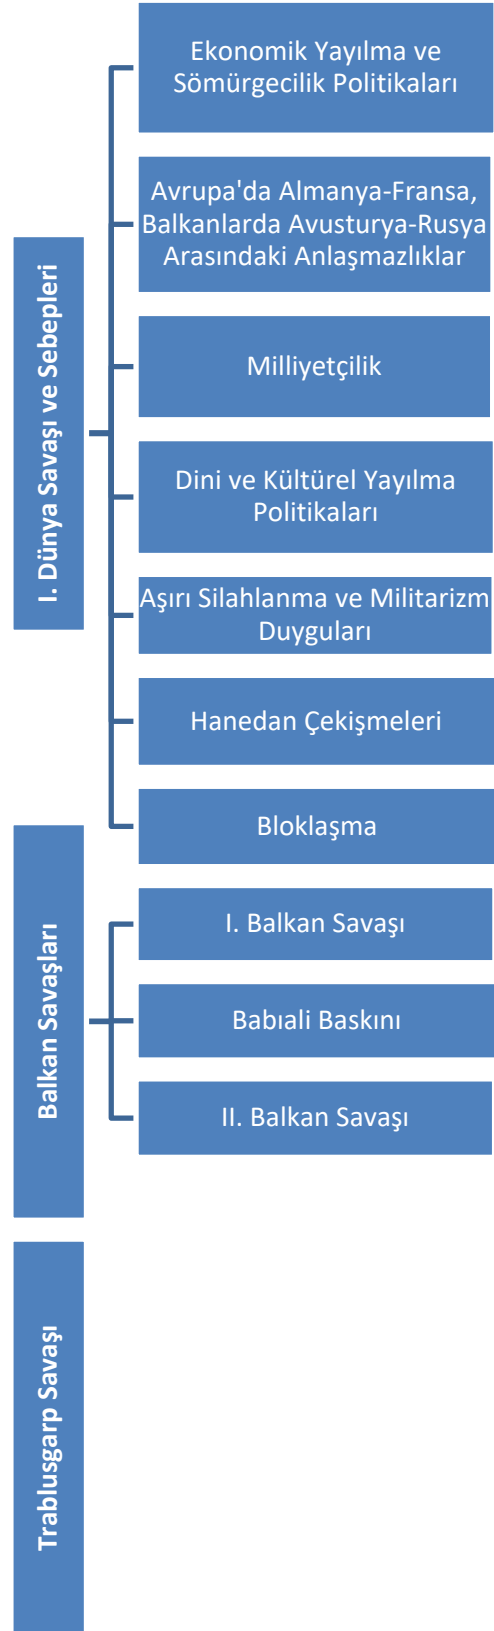 I. Dünya Savaşı ve Sebepleri
Ekonomik Yayılma ve
Sömürgecilik Politikaları
Avrupa'da Almanya-Fransa,
Balkanlarda Avusturya-Rusya
Arasındaki Anlaşmazlıklar
Milliyetçilik
Dini ve Kültürel Yayılma
Politikaları
Aşırı Silahlanma ve Militarizm
Duyguları
Hanedan Çekişmeleri
Bloklaşma
Balkan Savaşları
I. Balkan Savaşı
Babıali Baskını
II. Balkan Savaşı
Trablusgarp Savaşı